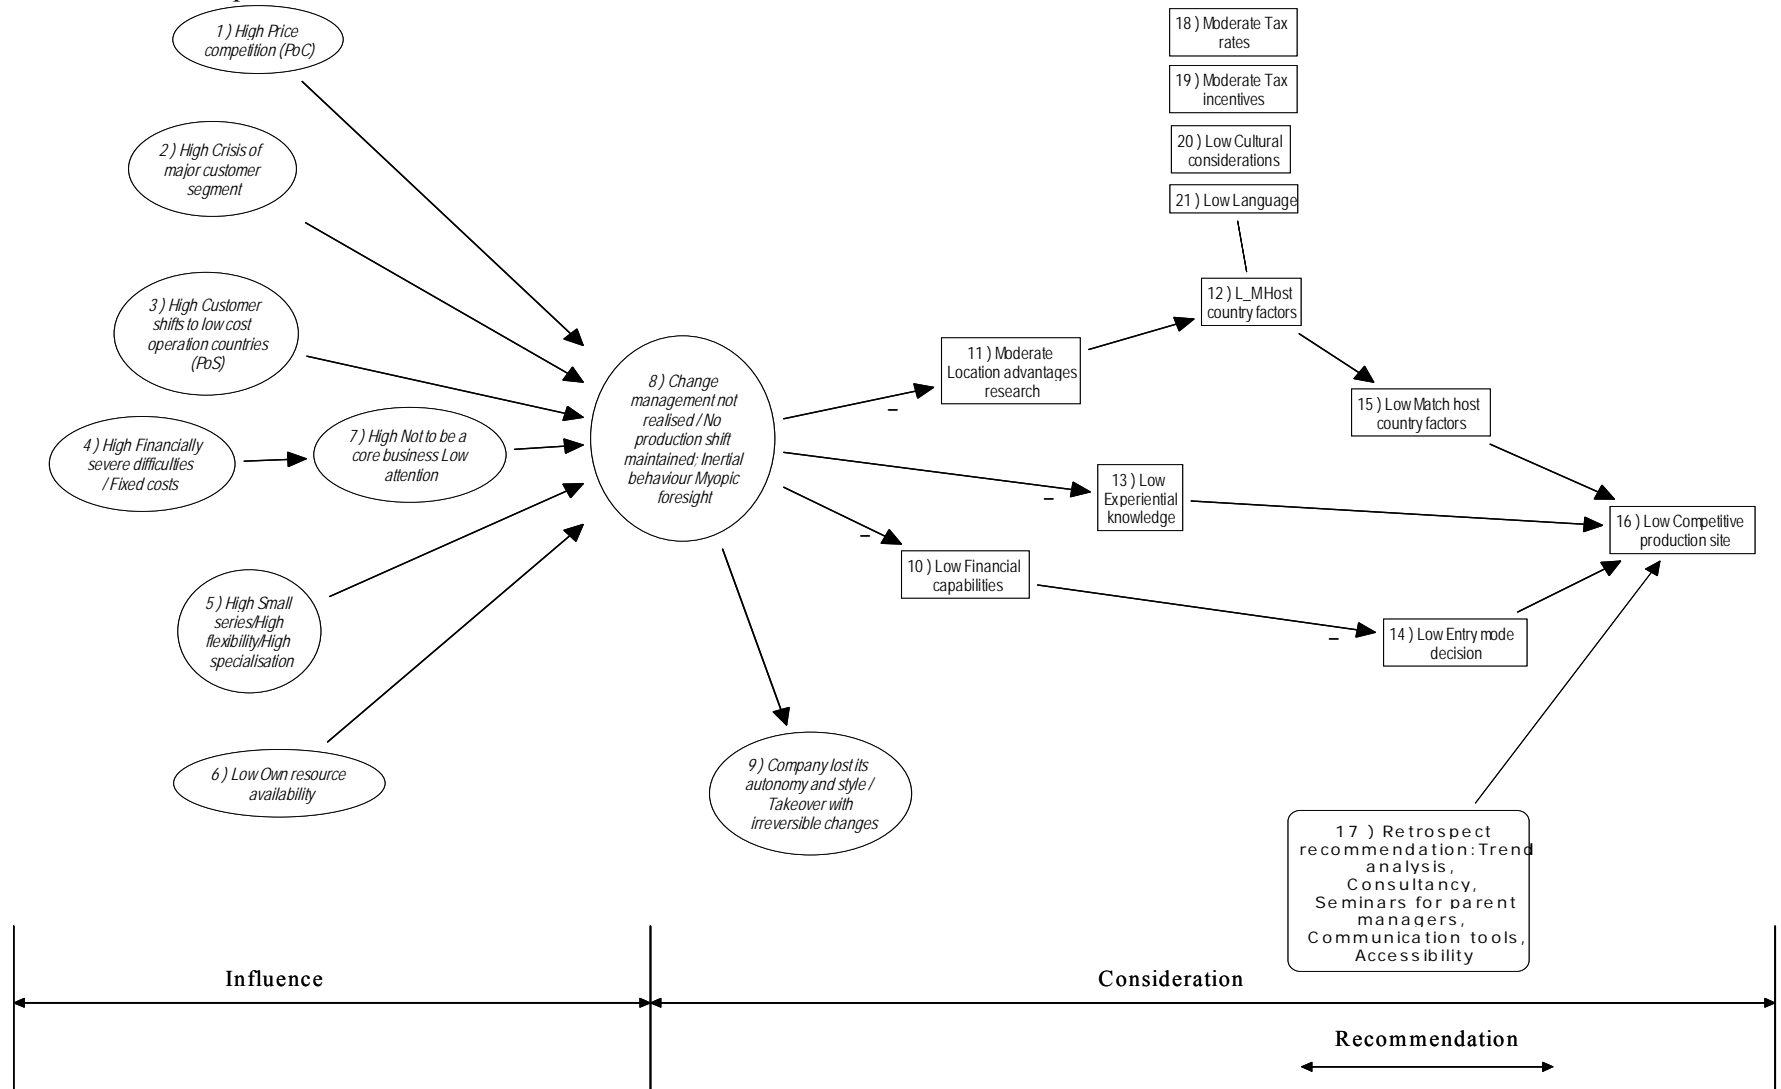 1 ) High Price
competition (PoC)
2 ) High Crisis of
major customer
segment
3 ) High Customer
shifts to low cost
operation countries
(PoS)
4 ) High Financially
severe difficulties
/ Fixed costs
7 ) High Not to be a
core business Low
attention
5 ) High Small
series/High
flexibility/High
specialisation
6 ) Low Own resource
availability
8 ) Change
management not
realised / No
production shift
maintained; Inertial
behaviour Myopic
foresight
9 ) Company lost its
autonomy and style /
Takeover with
irreversible changes
18 ) Moderate Tax
rates
19 ) Moderate Tax
incentives
20 ) Low Cultural
considerations
21 ) Low Language
12 ) L_M Host
country factors
11 ) Moderate
Location advantages
research
–
15 ) Low Match host
country factors
13 ) Low
Experiential
knowledge
–
16 ) Low Competitive
production site
10 ) Low Financial
capabilities
–
14 ) Low Entry mode
decision
–
17 ) Retrospect
recommendation: Trend
analysis,
Consultancy,
Seminars for parent
managers,
Communication tools,
Accessibility
Influence
Consideration
Recommendation